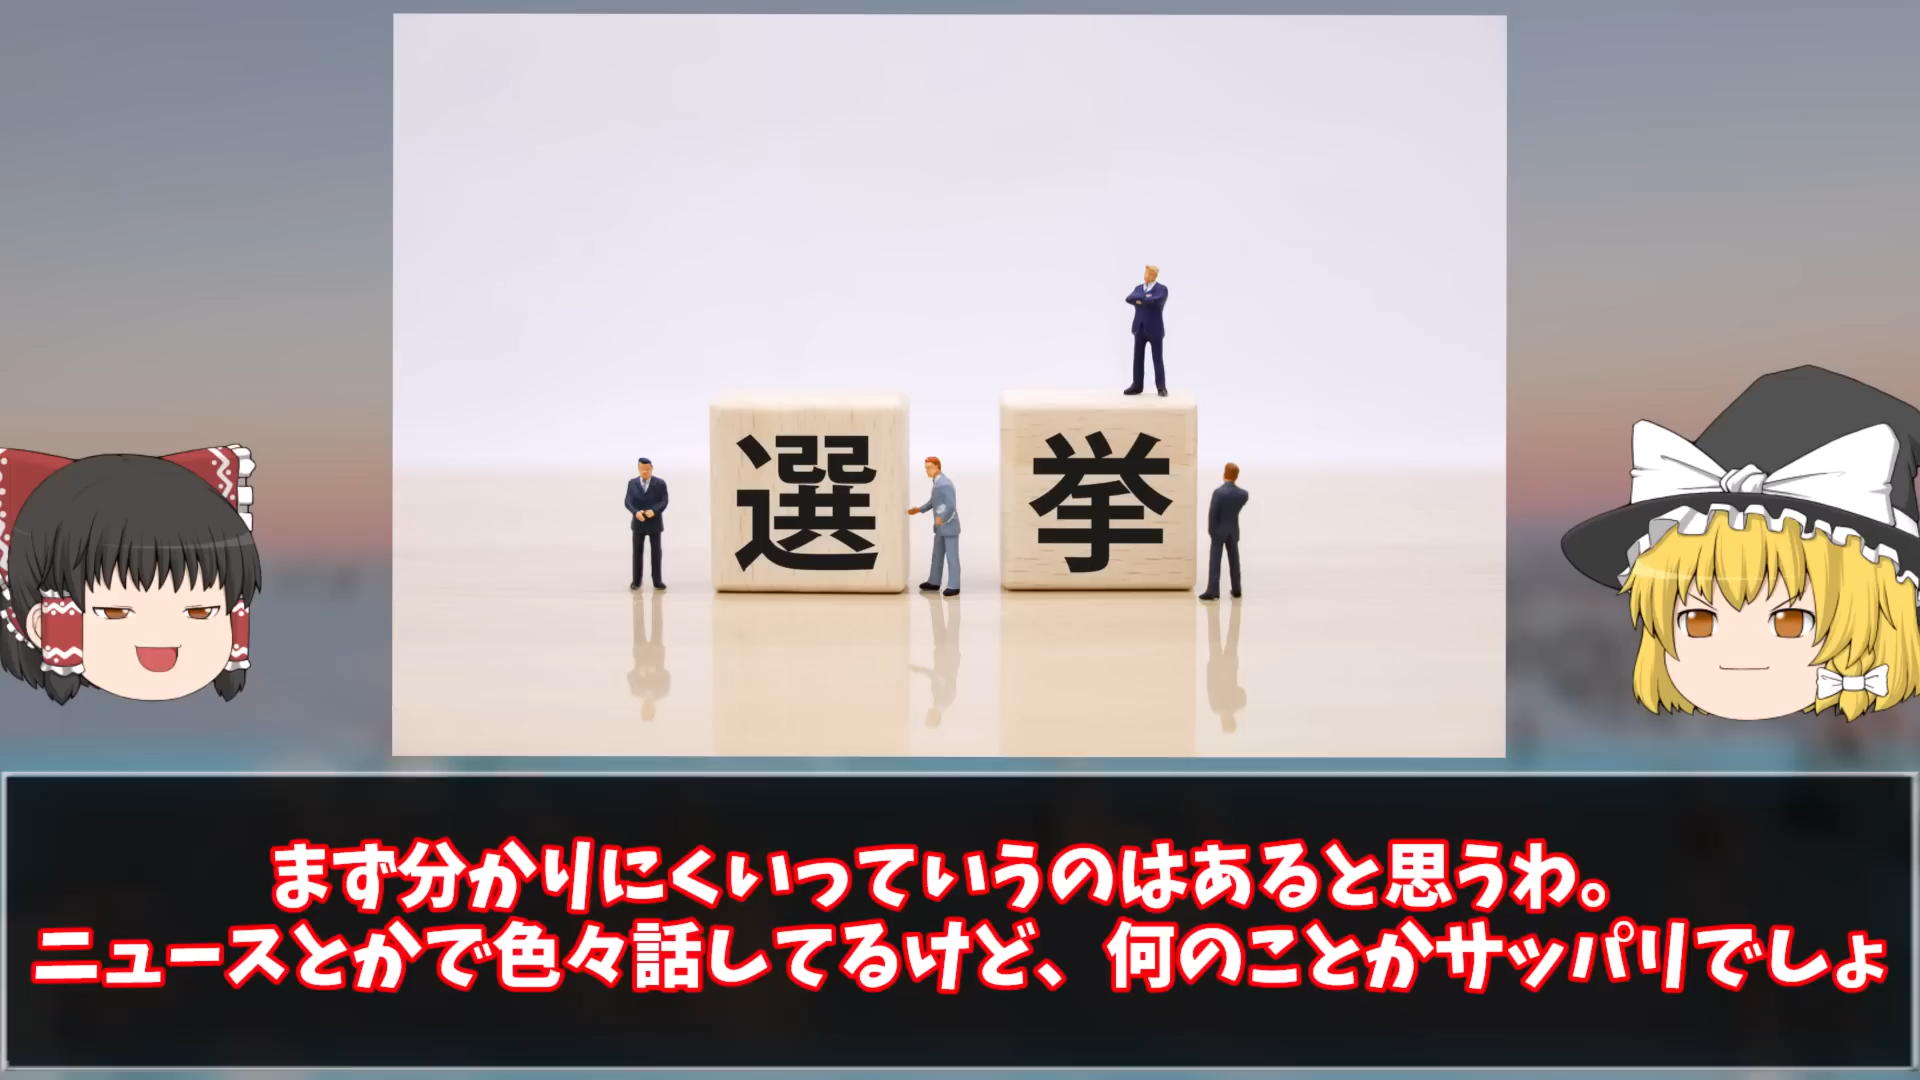 選挙
まず分かりにくいっていうのはあると思うわ。
ニュースとかで色々話してるけど、何のことかサッパリでしょ